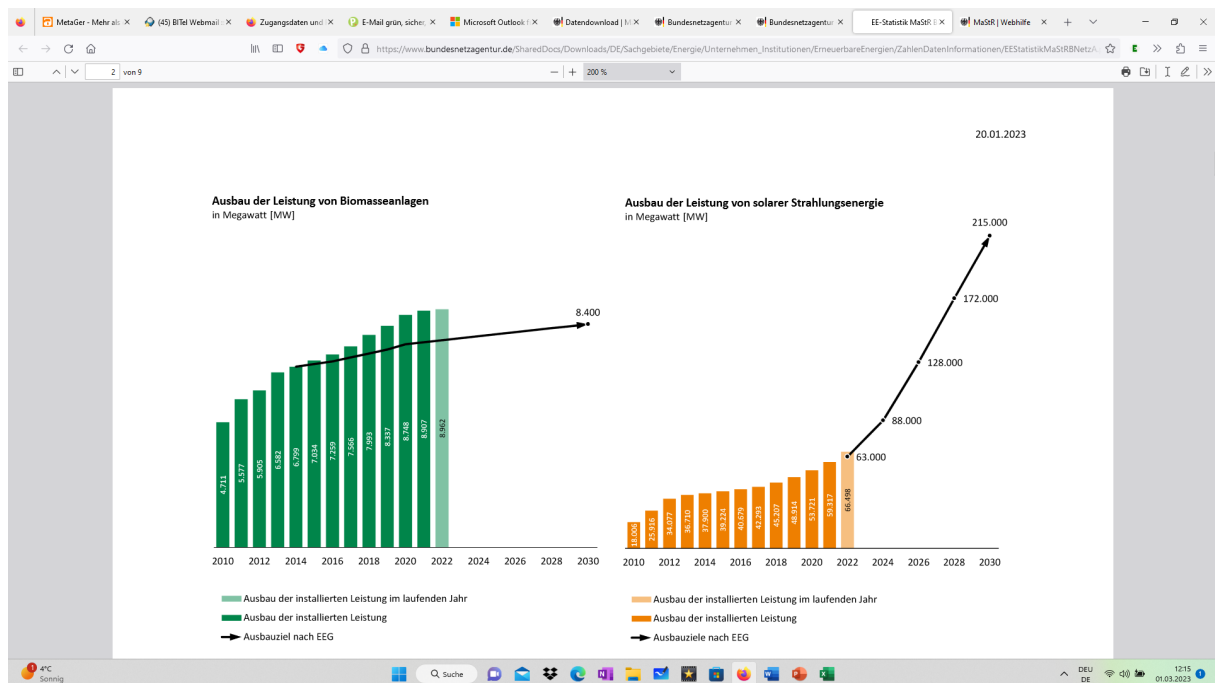 MetaGer - Mehr als
(45) BITel Webmail :
Zugangsdaten und
E-Mail grün, sicher,
Microsoft Outlook f
Datendownload | M
Bundesnetzagentur
Bundesnetzagentur
EE-Statistik MaStR B
MaStR | Webhilfe
https://www.bundesnetzagentur.de/SharedDocs/Downloads/DE/Sachgebiete/Energie/Unternehmen_Institutionen/ErneuerbareEnergien/ZahlenDatenInformationen/EEStatistikMaStRBNetzA.
2 von 9
200 %
20.01.2023
Ausbau der Leistung von Biomasseanlagen
in Megawatt [MW]
8.400
4.711
5.577
5.905
6.582
6.799
7.034
7.259
7.566
7.993
8.337
8.748
8.907
8.962
2010 2012 2014 2016 2018 2020 2022 2024 2026 2028 2030
Ausbau der installierten Leistung im laufenden Jahr
Ausbau der installierten Leistung
Ausbauziel nach EEG
Ausbau der Leistung von solarer Strahlungsenergie
in Megawatt [MW]
215.000
172.000
128.000
88.000
63.000
18.006
25.916
34.077
36.710
37.900
39.224
40.679
42.293
45.207
48.914
53.721
59.317
66.498
2010 2012 2014 2016 2018 2020 2022 2024 2026 2028 2030
Ausbau der installierten Leistung im laufenden Jahr
Ausbau der installierten Leistung
Ausbauziele nach EEG
1
4°C
Sonnig
Suche
DEU
DE
12:15
01.03.2023
1